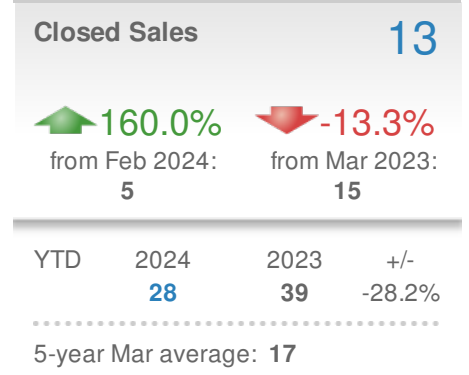 Closed Sales 13
160.0% -13.3%
from Feb 2024: from Mar 2023:
5 15
YTD 2024 2023 +/-
28 39 -28.2%
5-year Mar average: 17